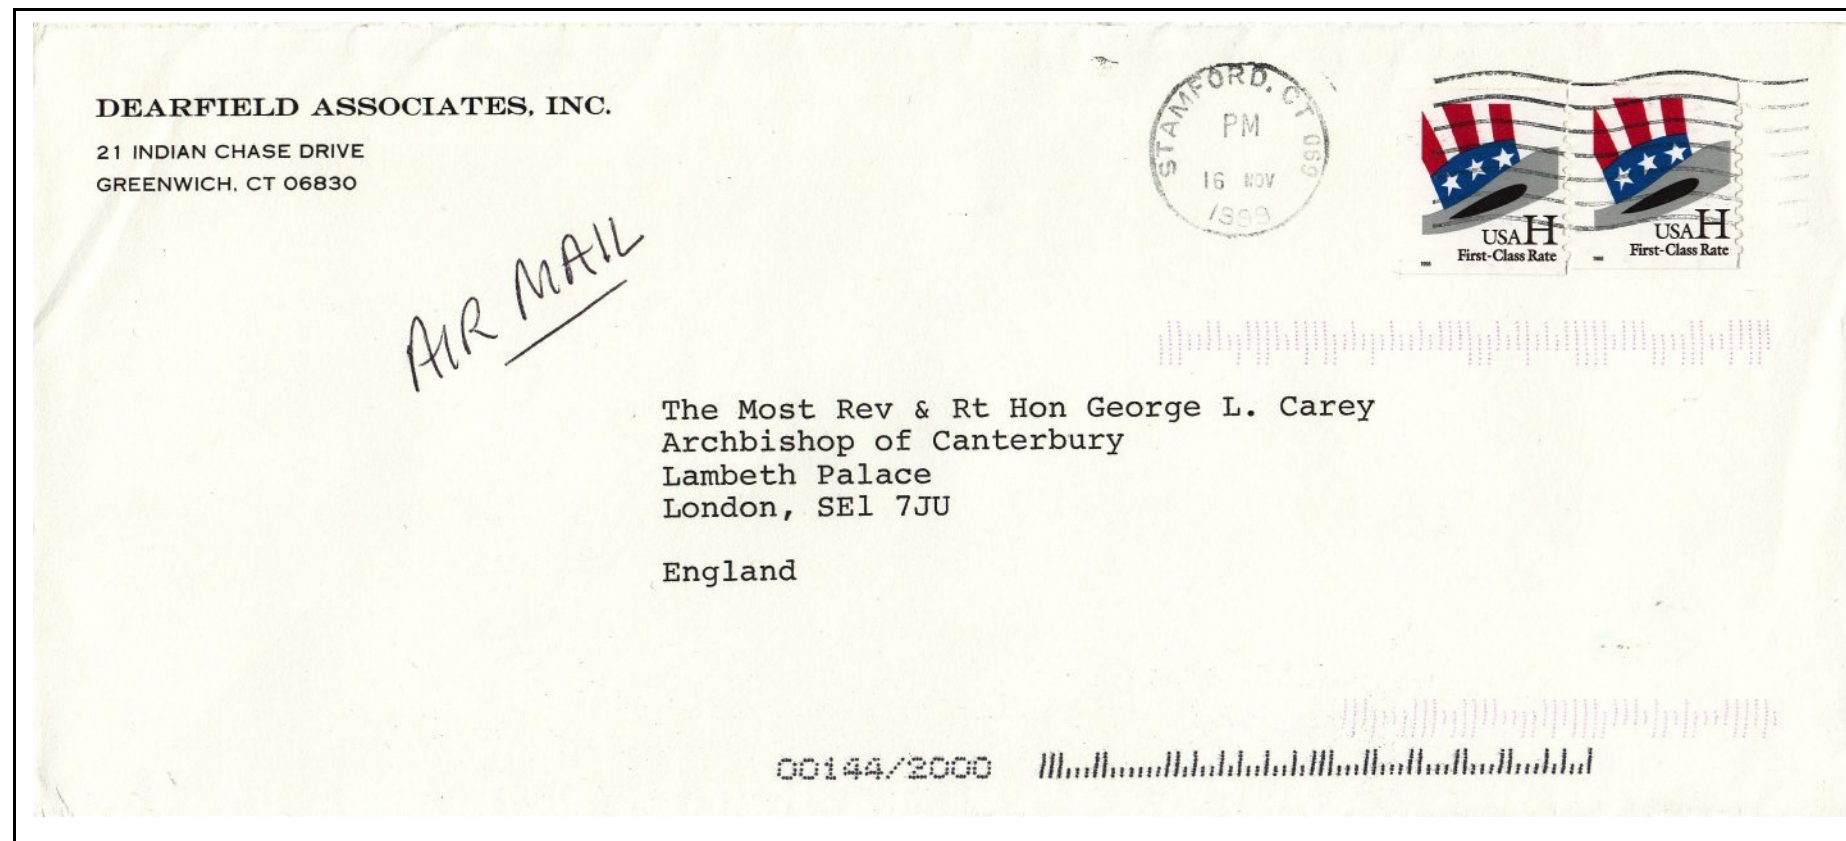 DEARFIELD ASSOCIATES, INC.
21 INDIAN CHASE DRIVE
GREENWICH, CT 06830
AIR MAIL
STAMFORD, CT 069
PM
16 NOV
1999
USA H
First-Class Rate
USA H
First-Class Rate
The Most Rev & Rt Hon George L. Carey
Archbishop of Canterbury
Lambeth Palace
London, SE1 7JU
England
00144/2000